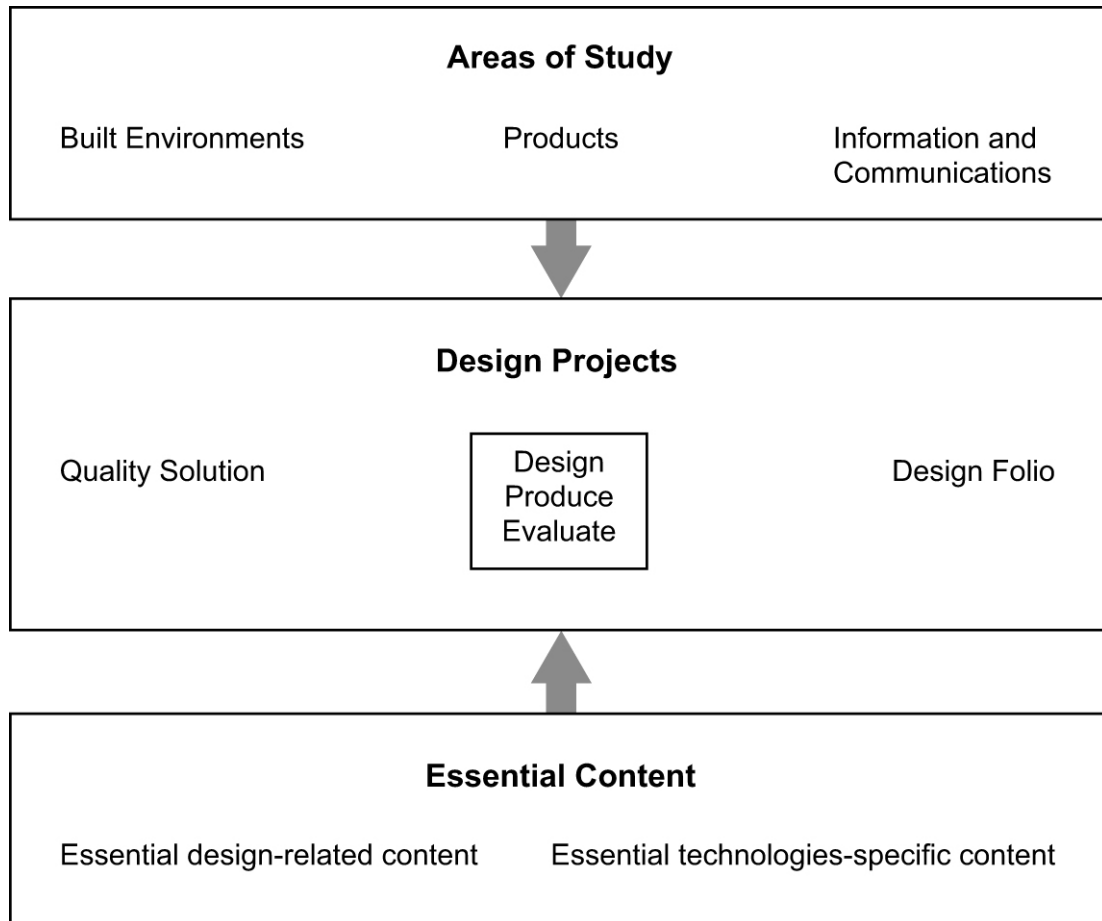 Areas of Study
Built Environments
Products
Information and
Communications
Design Projects
Quality Solution
Design
Produce
Evaluate
Design Folio
Essential Content
Essential design-related content
Essential technologies-specific content